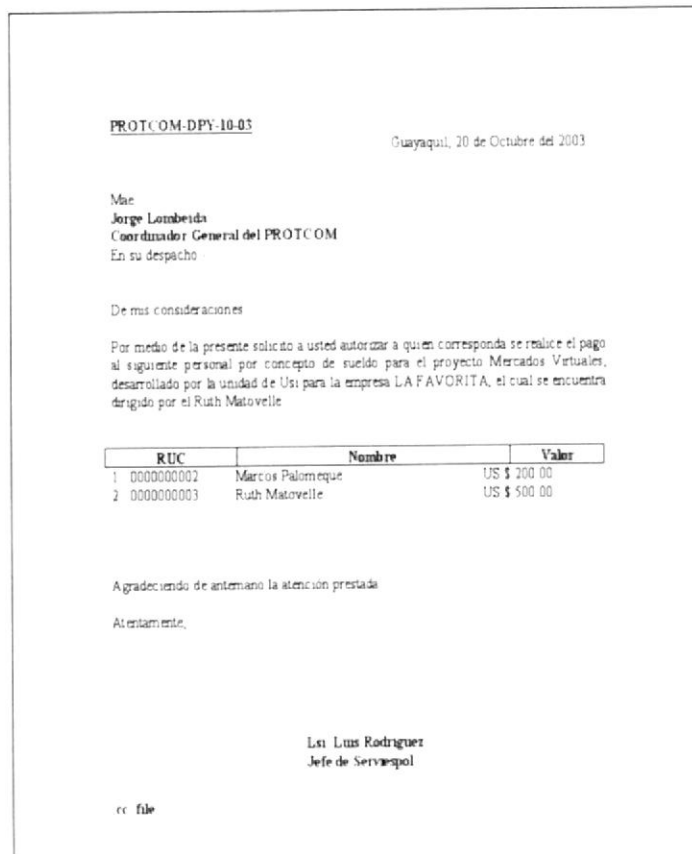 PROTCOM-DPY-10-03
Guayaquil, 20 de Octubre del 2003
Mae
Jorge Lombeida
Coordinador General del PROTCOM
En su despacho
De mis consideraciones
Por medio de la presente solicito a usted autorizar a quien corresponda se realice el pago
al siguiente personal por concepto de sueldo para el proyecto Mercados Virtuales,
desarrollado por la unidad de Usi para la empresa LA FAVORITA, el cual se encuentra
dirigido por el Ruth Matovelle
RUC Nombre Valor
1 0000000002 Marcos Palomeque US $ 200.00
2 0000000003 Ruth Matovelle US $ 500.00
Agradeciendo de antemano la atención prestada
Atentamente,
Lsi Luis Rodriguez
Jefe de Serviespol
cc file